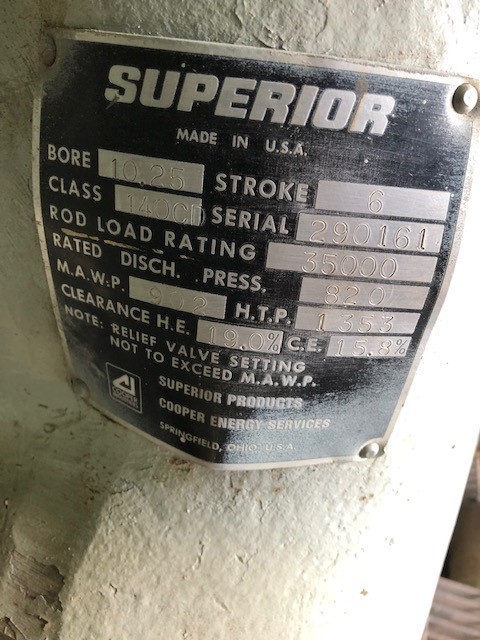 SUPERIOR
MADE IN U.S.A.
BORE 10.25 STROKE 6
CLASS 140CD SERIAL 290161
ROD LOAD RATING 35000
RATED DISCH. PRESS. 820
M.A.W.P. 902 H.T.P. 1353
CLEARANCE H.E. 19.0% C.E. 15.8%
NOTE: RELIEF VALVE SETTING
NOT TO EXCEED M.A.W.P.
SUPERIOR PRODUCTS
COOPER ENERGY SERVICES
SPRINGFIELD, OHIO U.S.A